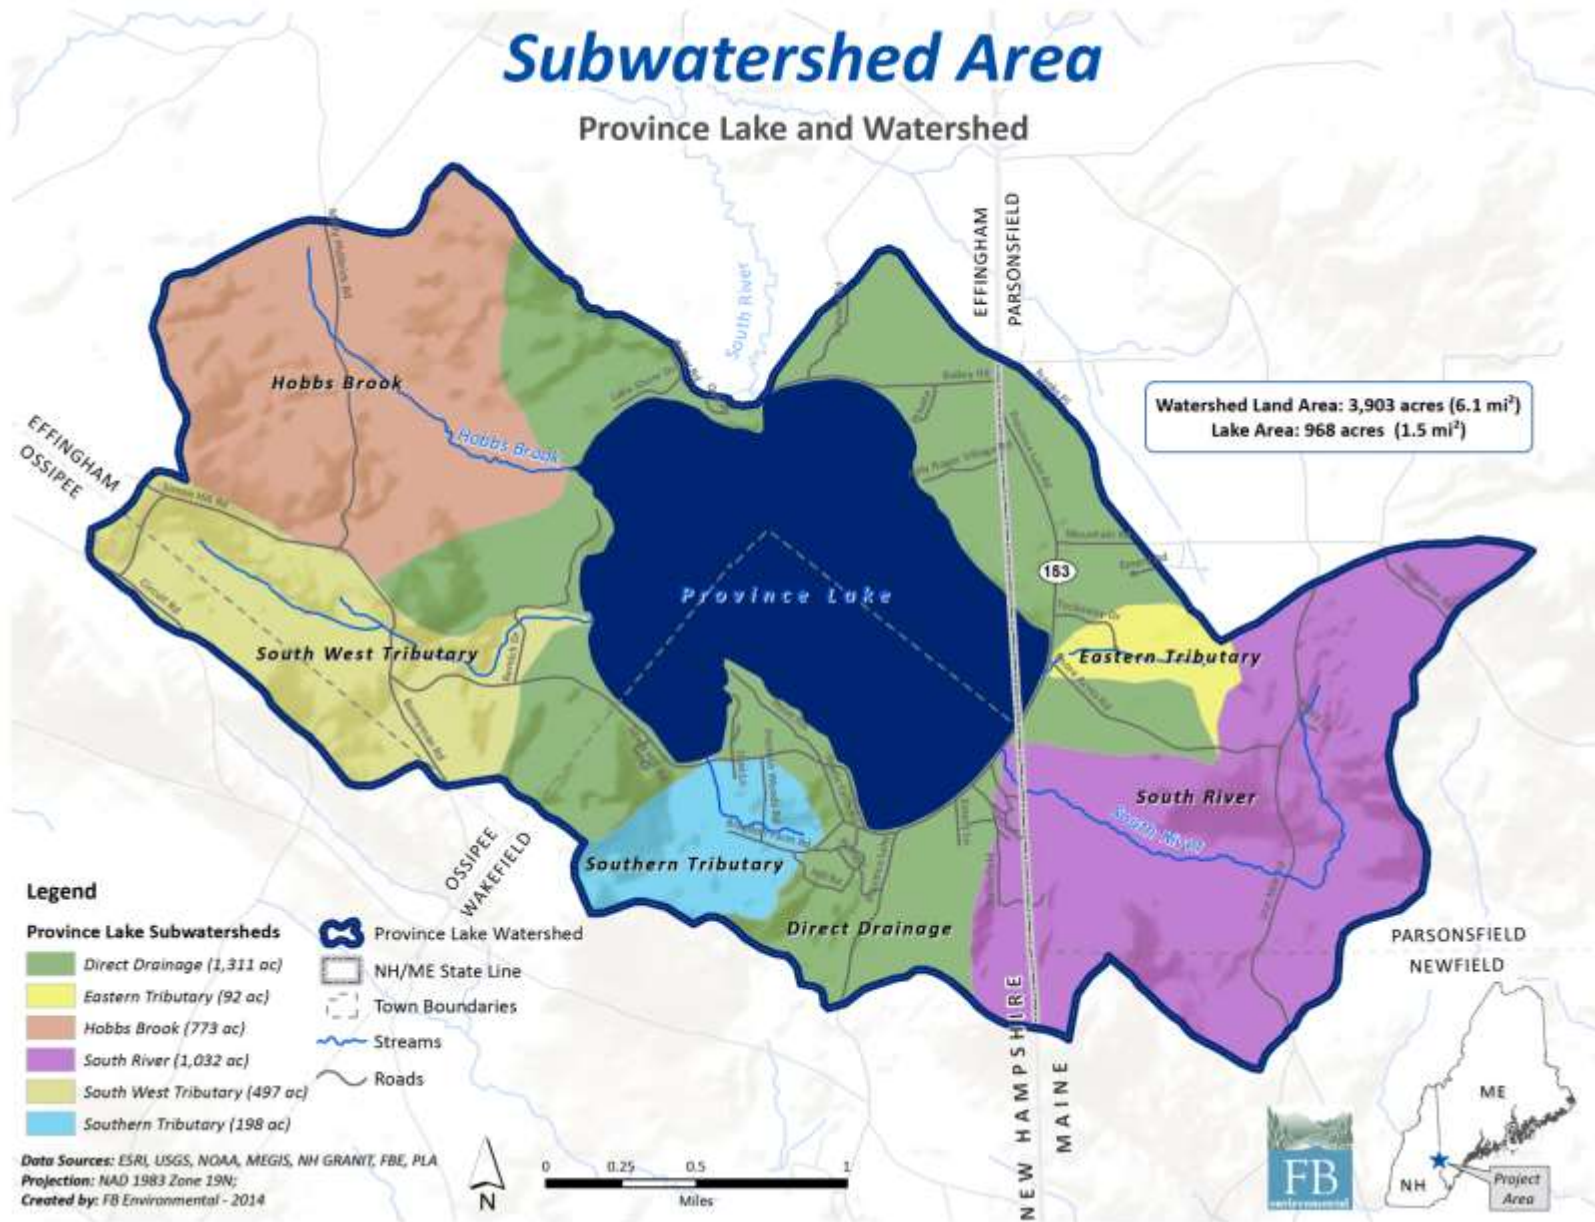 Subwatershed Area
Province Lake and Watershed
South River
EFFINGHAM
PARSONSFIELD
Hobbs Brook
Hobbs Brook
Bailey Rd
Lake Shore Dr
Watershed Land Area: 3,903 acres (6.1 mi²)
Lake Area: 968 acres (1.5 mi²)
EFFINGHAM
OSSIPEE
Province Lake
153
South West Tributary
Eastern Tributary
South River
South River
Southern Tributary
Direct Drainage
OSSIPEE
WAKEFIELD
PARSONSFIELD
NEWFIELD
NEW HAMPSHIRE
MAINE
Legend
Province Lake Subwatersheds
Direct Drainage (1,311 ac)
Eastern Tributary (92 ac)
Hobbs Brook (773 ac)
South River (1,032 ac)
South West Tributary (497 ac)
Southern Tributary (198 ac)
Province Lake Watershed
NH/ME State Line
Town Boundaries
Streams
Roads
Data Sources: ESRI, USGS, NOAA, MEGIS, NH GRANIT, FBE, PLA
Projection: NAD 1983 Zone 19N;
Created by: FB Environmental - 2014
N
0 0.25 0.5 1
Miles
FB
environmental
ME
NH
Project
Area